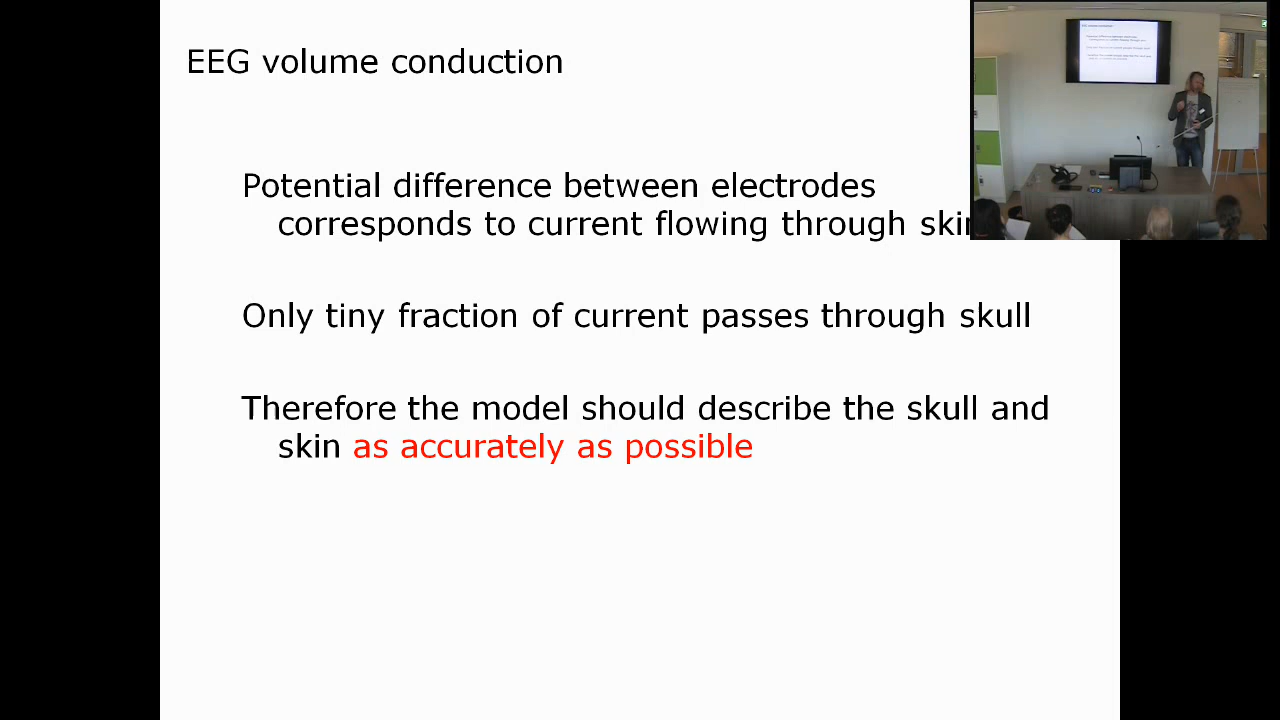 EEG volume conduction
Potential difference between electrodes
corresponds to current flowing through
Only tiny fraction of current passes through skull
Therefore the model should describe the skull and
skin as accurately as possible